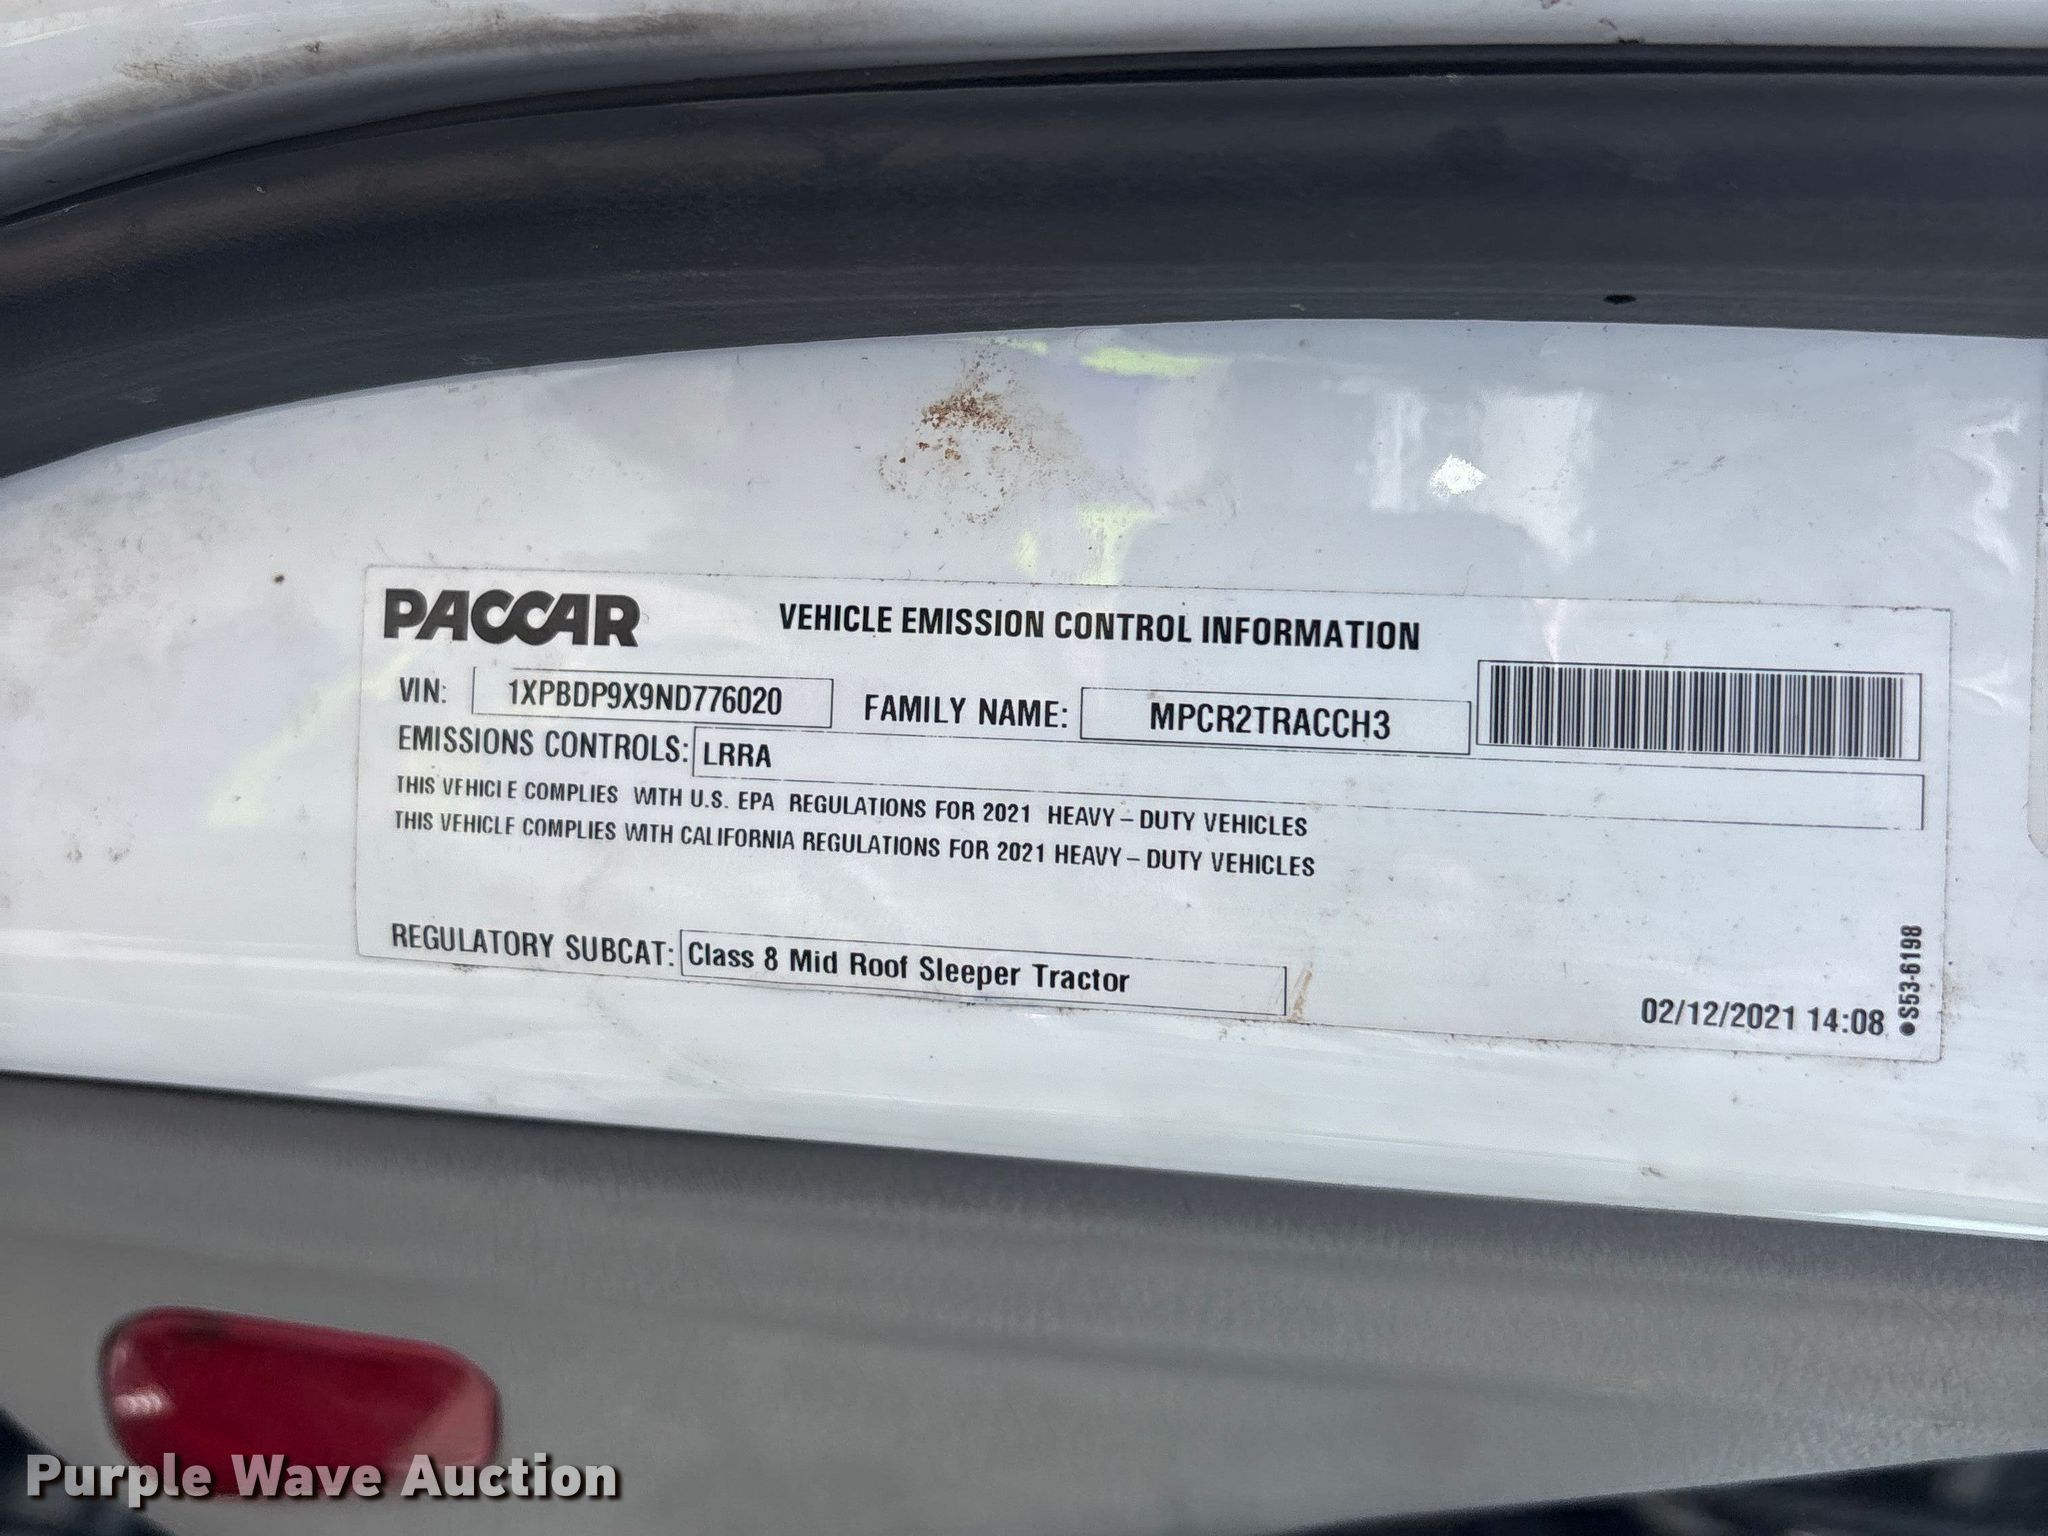 PACCAR VEHICLE EMISSION CONTROL INFORMATION
VIN: 1XPBDP9X9ND776020 FAMILY NAME: MPCR2TRACCH3
EMISSIONS CONTROLS: LRRA
THIS VEHICLE COMPLIES WITH U.S. EPA REGULATIONS FOR 2021 HEAVY – DUTY VEHICLES
THIS VEHICLE COMPLIES WITH CALIFORNIA REGULATIONS FOR 2021 HEAVY – DUTY VEHICLES
REGULATORY SUBCAT: Class 8 Mid Roof Sleeper Tractor
02/12/2021 14:08
●S53-6198
Purple Wave Auction